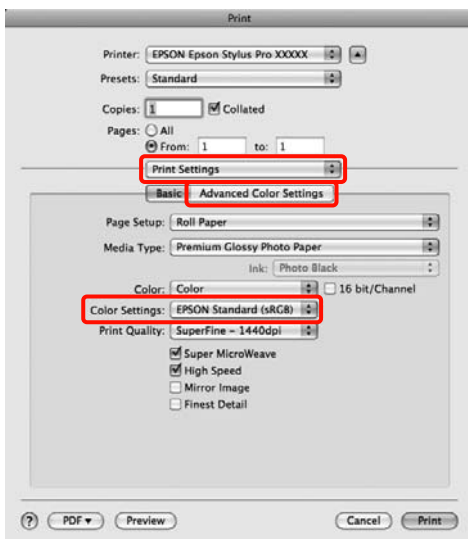 Print
Printer: EPSON Epson Stylus Pro XXXXX
Presets: Standard
Copies: 1 Collated
Pages: All
From: 1 to: 1
Print Settings
Basic Advanced Color Settings
Page Setup: Roll Paper
Media Type: Premium Glossy Photo Paper
Ink: Photo Black
Color: Color 16 bit/Channel
Color Settings: EPSON Standard (sRGB)
Print Quality: SuperFine - 1440dpi
Super MicroWeave
High Speed
Mirror Image
Finest Detail
? PDF Preview Cancel Print